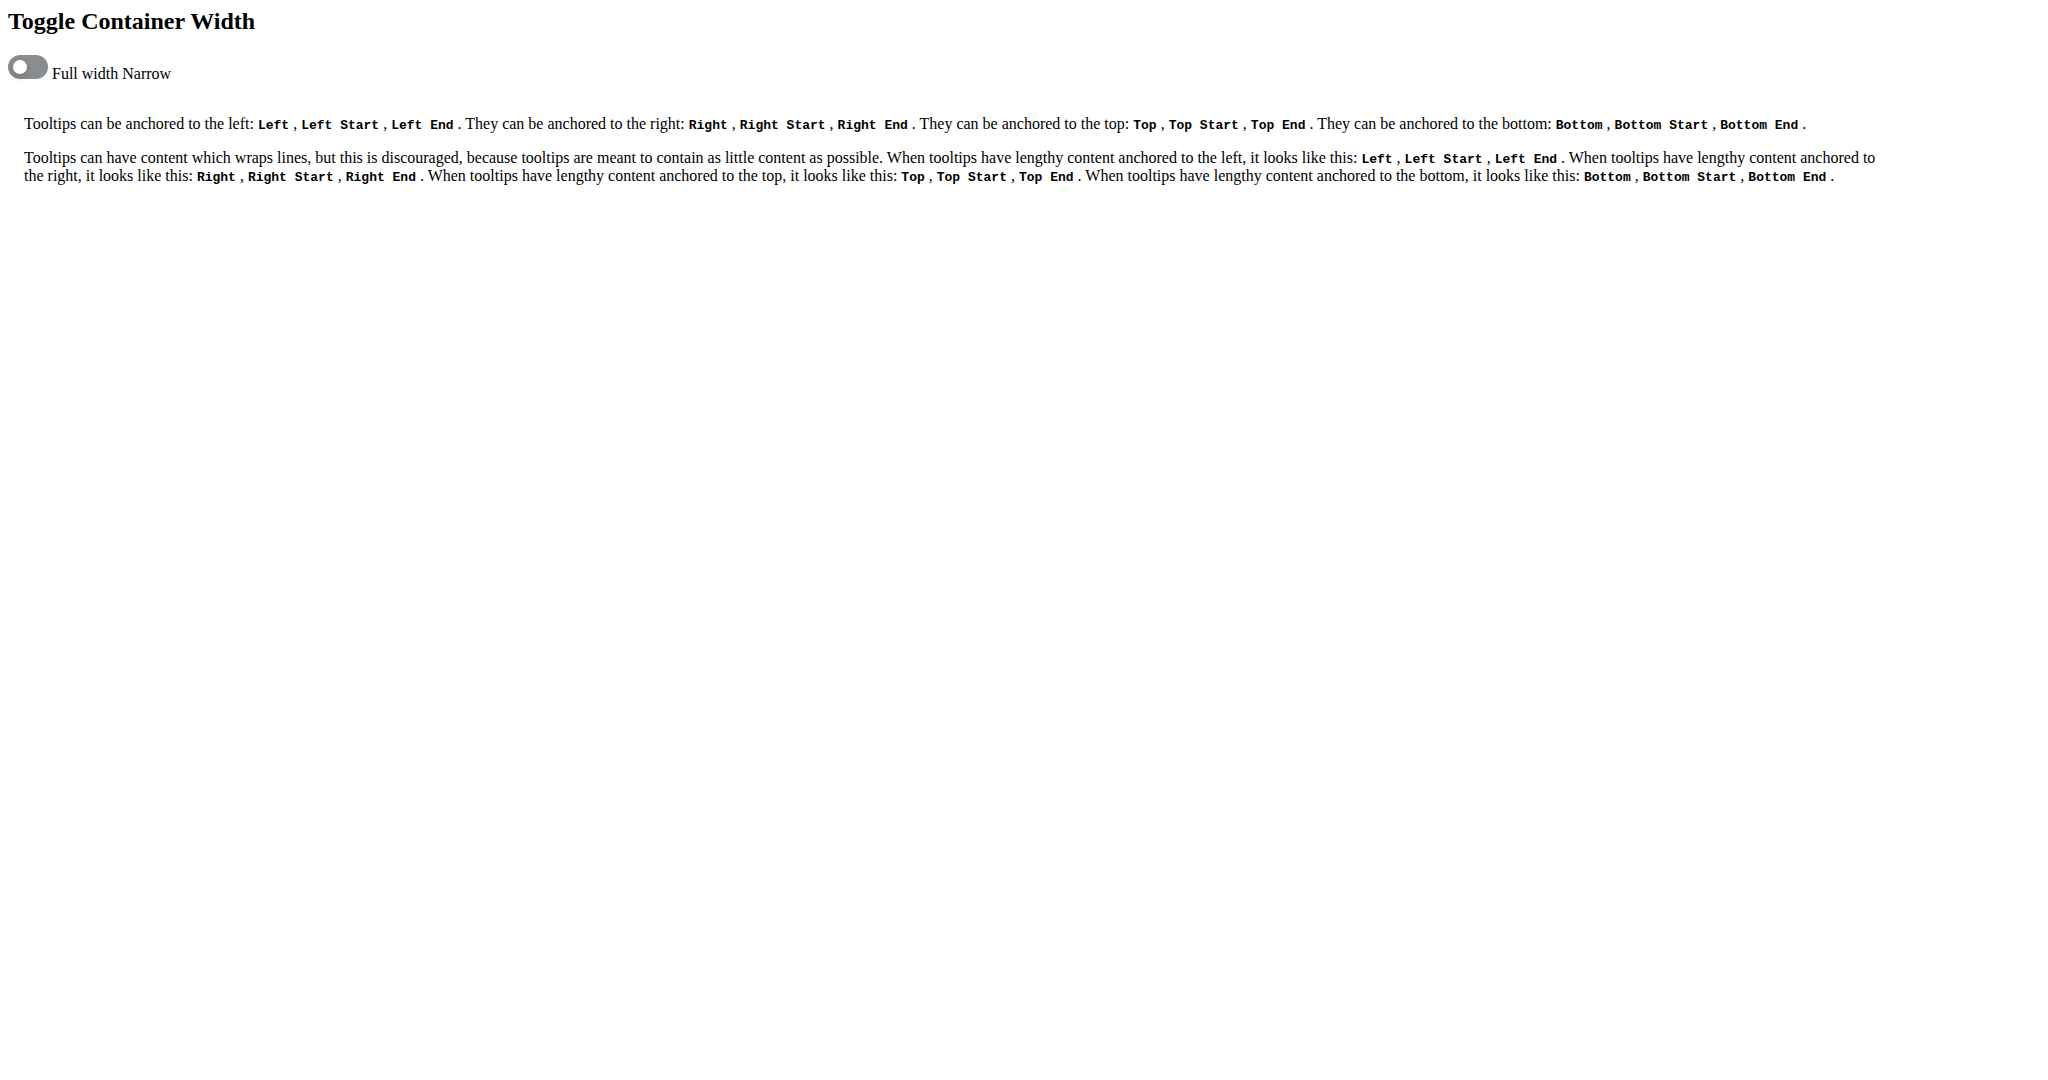 Toggle Container Width
Full width Narrow
Tooltips can be anchored to the left: Left , Left Start , Left End . They can be anchored to the right: Right , Right Start , Right End . They can be anchored to the top: Top , Top Start , Top End . They can be anchored to the bottom: Bottom , Bottom Start , Bottom End .
Tooltips can have content which wraps lines, but this is discouraged, because tooltips are meant to contain as little content as possible. When tooltips have lengthy content anchored to the left, it looks like this: Left , Left Start , Left End . When tooltips have lengthy content anchored to
the right, it looks like this: Right , Right Start , Right End . When tooltips have lengthy content anchored to the top, it looks like this: Top , Top Start , Top End . When tooltips have lengthy content anchored to the bottom, it looks like this: Bottom , Bottom Start , Bottom End .